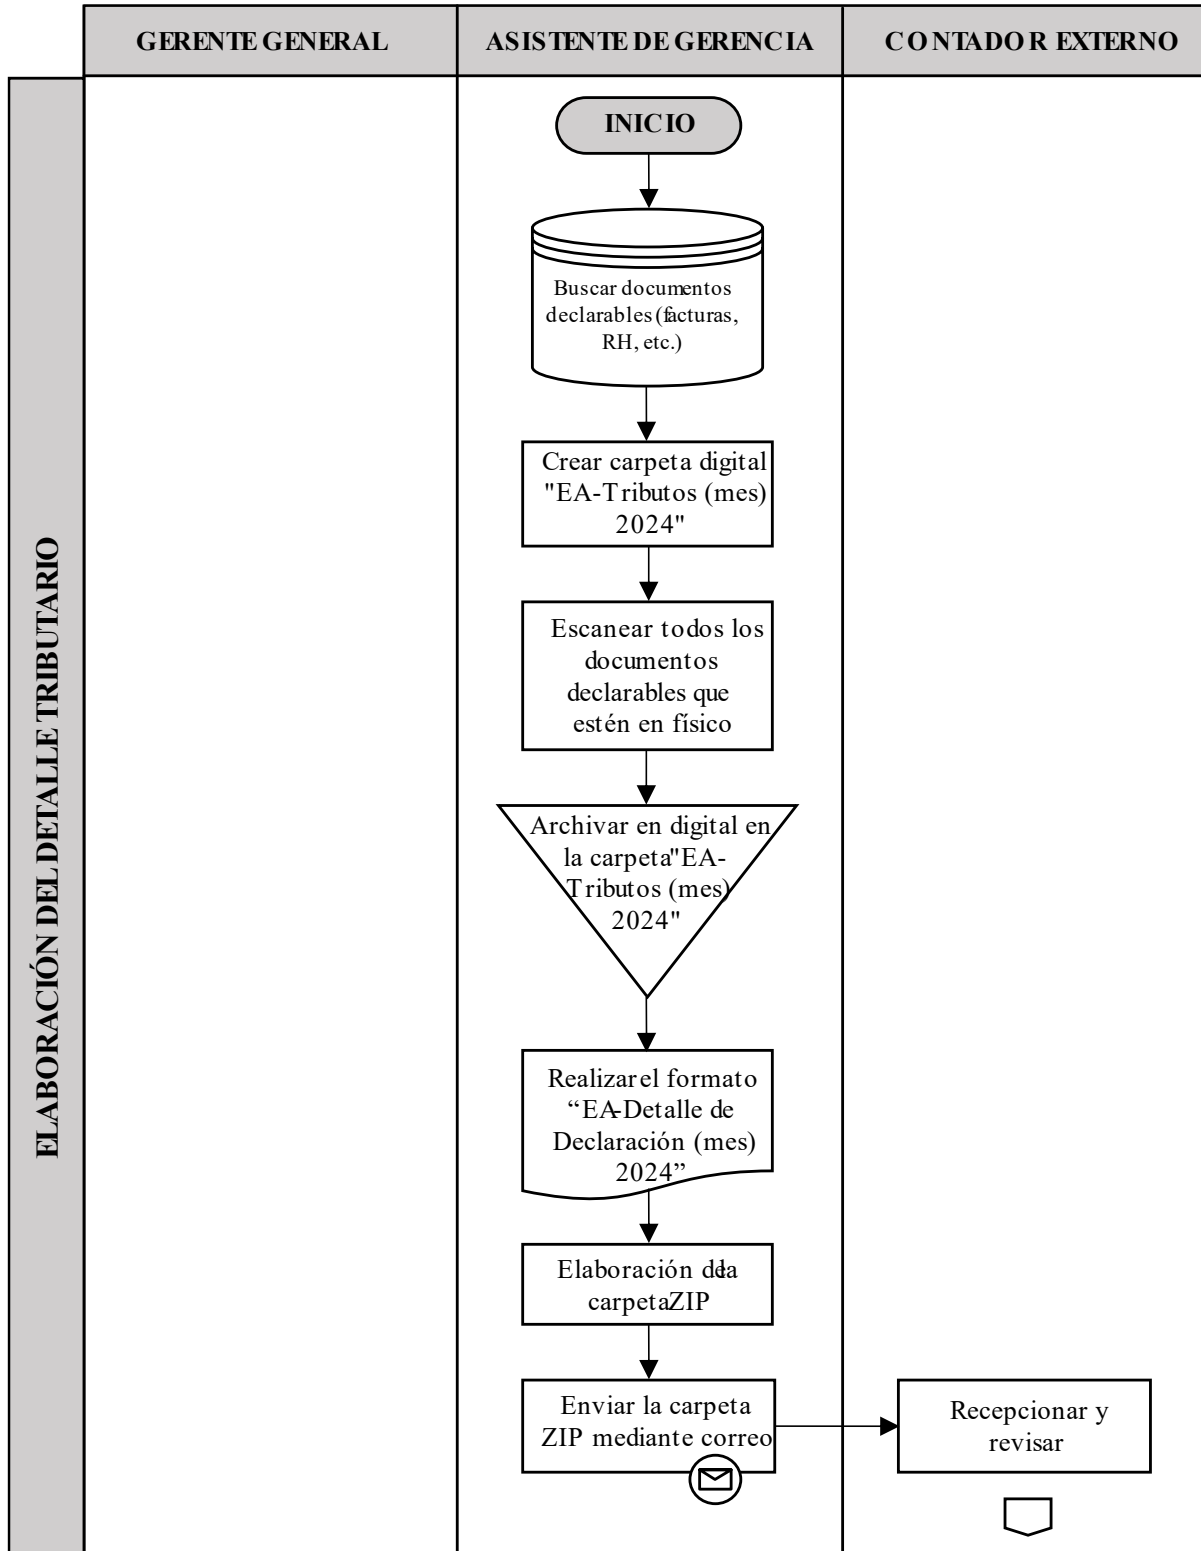 GERENTE GENERAL
ASISTENTE DE GERENCIA
CONTADOR EXTERNO
ELABORACIÓN DEL DETALLE TRIBUTARIO
INICIO
Buscar documentos
declarables (facturas,
RH, etc.)
Crear carpeta digital
"EA-Tributos (mes)
2024"
Escanear todos los
documentos
declarables que
estén en físico
Archivar en digital en
la carpeta "EA-
Tributos (mes)
2024"
Realizar el formato
“EA-Detalle de
Declaración (mes)
2024”
Elaboración de la
carpeta ZIP
Enviar la carpeta
ZIP mediante correo
Recepcionar y
revisar